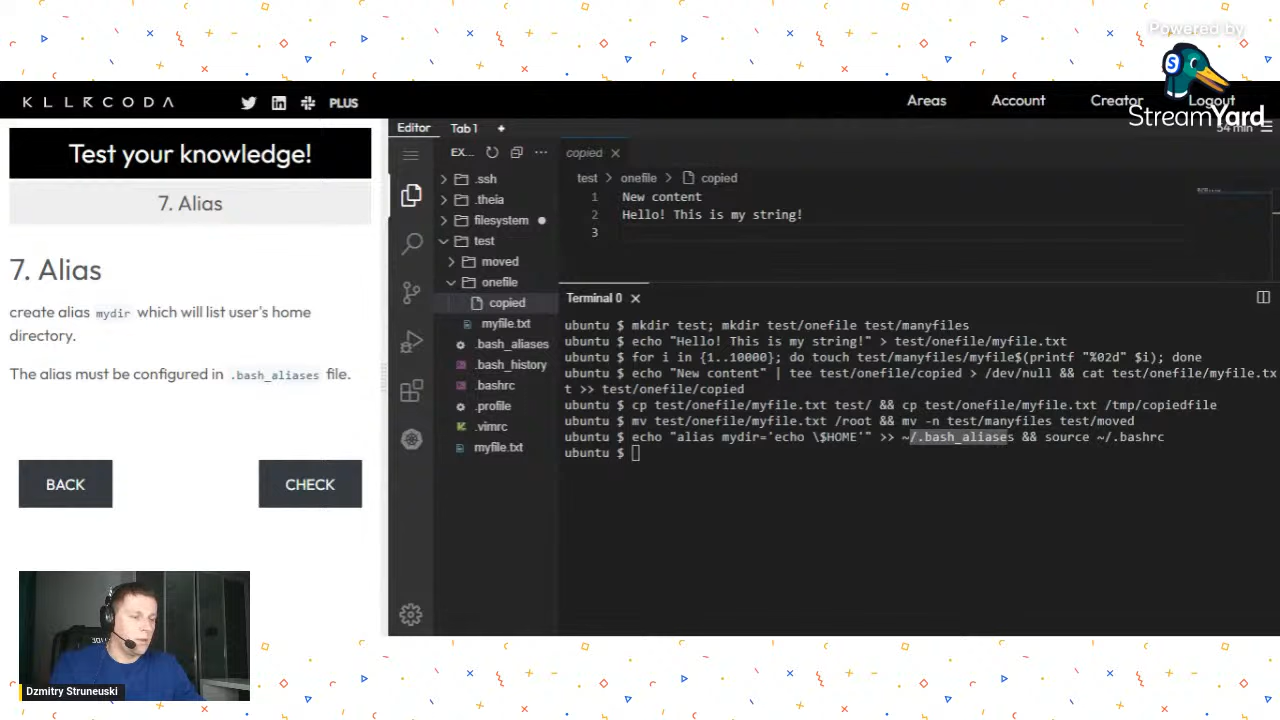 Powered by
StreamYard
KLLRCODA
PLUS
Areas
Account
Creator
Logout
54 min
Test your knowledge!
7. Alias
7. Alias
create alias mydir which will list user's home
directory.
The alias must be configured in .bash_aliases file.
BACK
CHECK
Dzmitry Struneuski
Editor
Tab 1
EX...
.ssh
.theia
filesystem
test
moved
onefile
copied
myfile.txt
.bash_aliases
.bash_history
.bashrc
.profile
.vimrc
myfile.txt
copied
test > onefile > copied
1 New content
2 Hello! This is my string!
3
Terminal 0
ubuntu $ mkdir test; mkdir test/onefile test/manyfiles
ubuntu $ echo "Hello! This is my string!" > test/onefile/myfile.txt
ubuntu $ for i in {1..10000}; do touch test/manyfiles/myfile$(printf "%02d" $i); done
ubuntu $ echo "New content" | tee test/onefile/copied > /dev/null && cat test/onefile/myfile.tx
t >> test/onefile/copied
ubuntu $ cp test/onefile/myfile.txt test/ && cp test/onefile/myfile.txt /tmp/copiedfile
ubuntu $ mv test/onefile/myfile.txt /root && mv -n test/manyfiles test/moved
ubuntu $ echo "alias mydir='echo \$HOME'" >> ~/.bash_aliases && source ~/.bashrc
ubuntu $